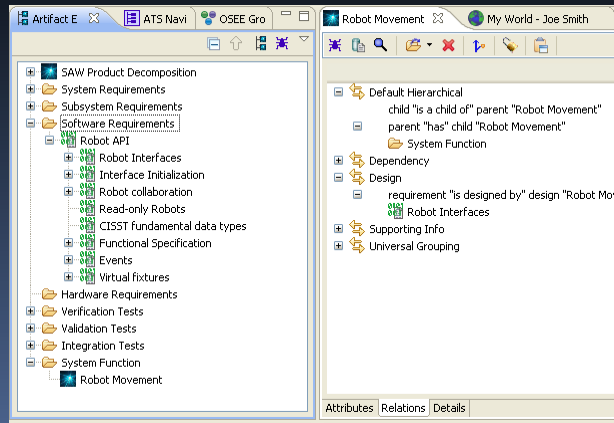 Artifact E
ATS Navi
OSEE Gro
SAW Product Decomposition
System Requirements
Subsystem Requirements
Software Requirements
Robot API
Robot Interfaces
Interface Initialization
Robot collaboration
Read-only Robots
CISST fundamental data types
Functional Specification
Events
Virtual fixtures
Hardware Requirements
Verification Tests
Validation Tests
Integration Tests
System Function
Robot Movement
Robot Movement
My World - Joe Smith
Default Hierarchical
child "is a child of" parent "Robot Movement"
parent "has" child "Robot Movement"
System Function
Dependency
Design
requirement "is designed by" design "Robot Mo
Robot Interfaces
Supporting Info
Universal Grouping
Attributes Relations Details